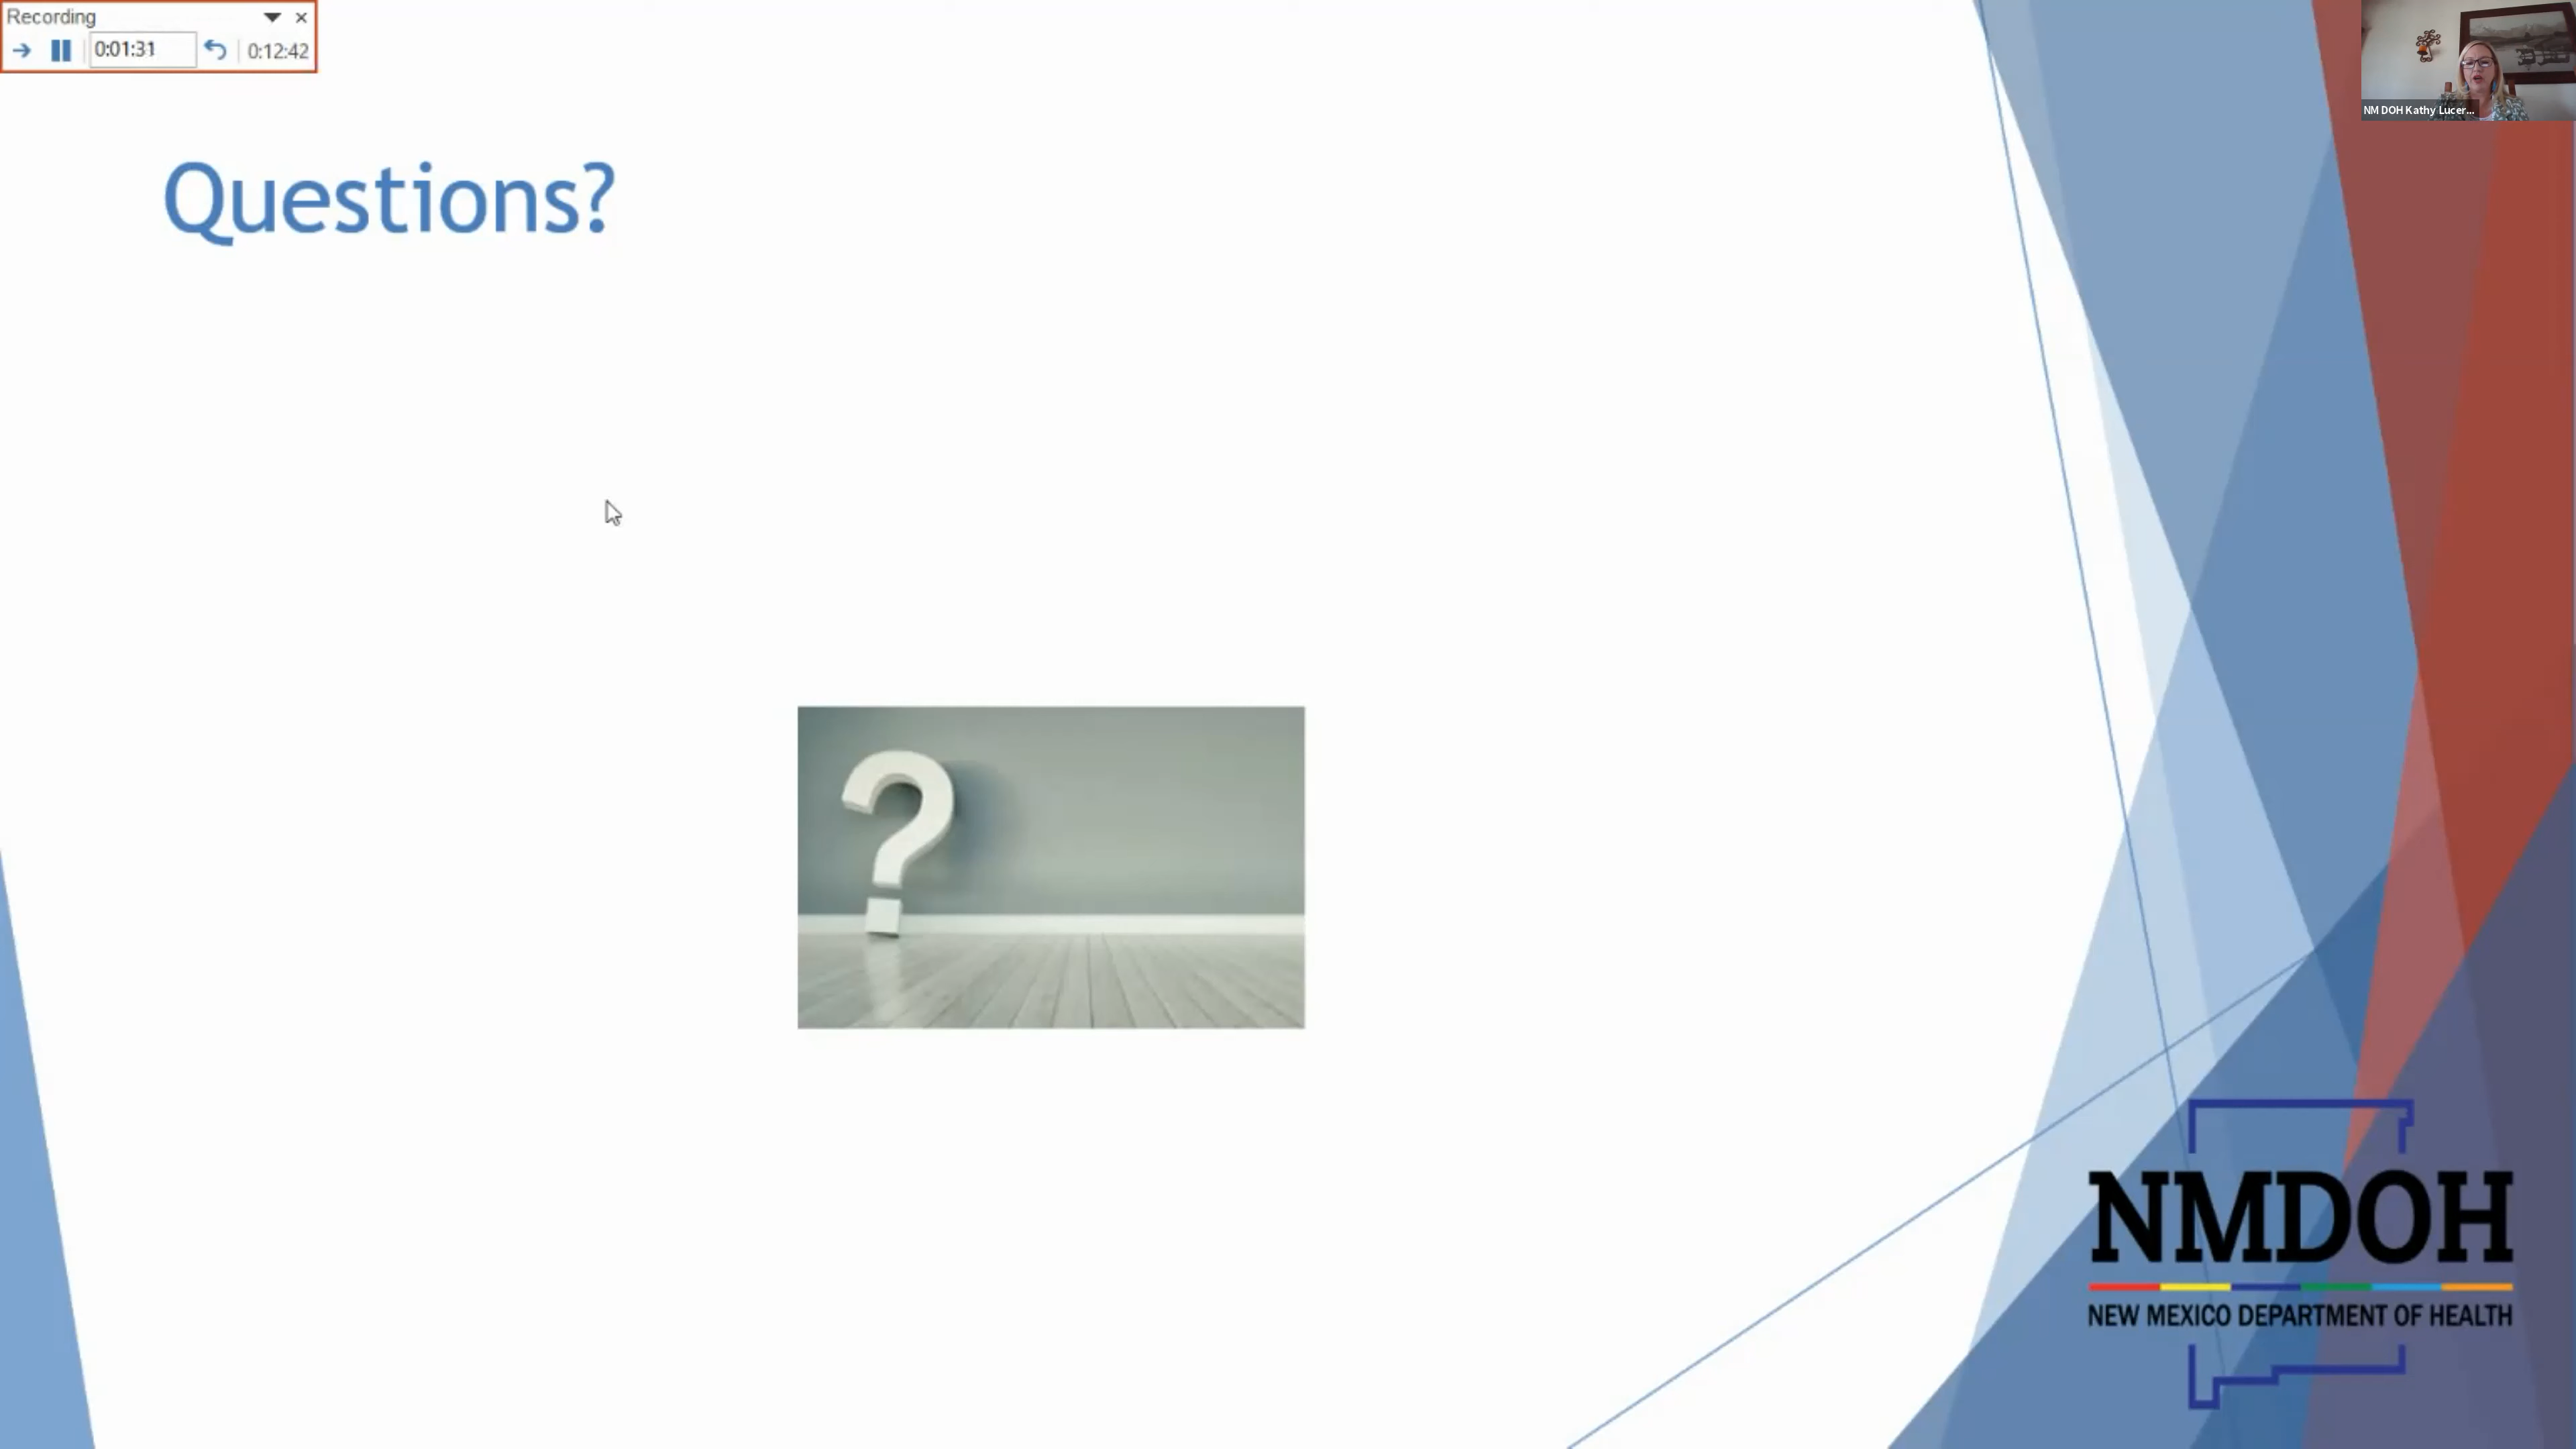 Recording
0:01:31
0:12:42
NM DOH Kathy Lucer...
Questions?
?
NMDOH
NEW MEXICO DEPARTMENT OF HEALTH